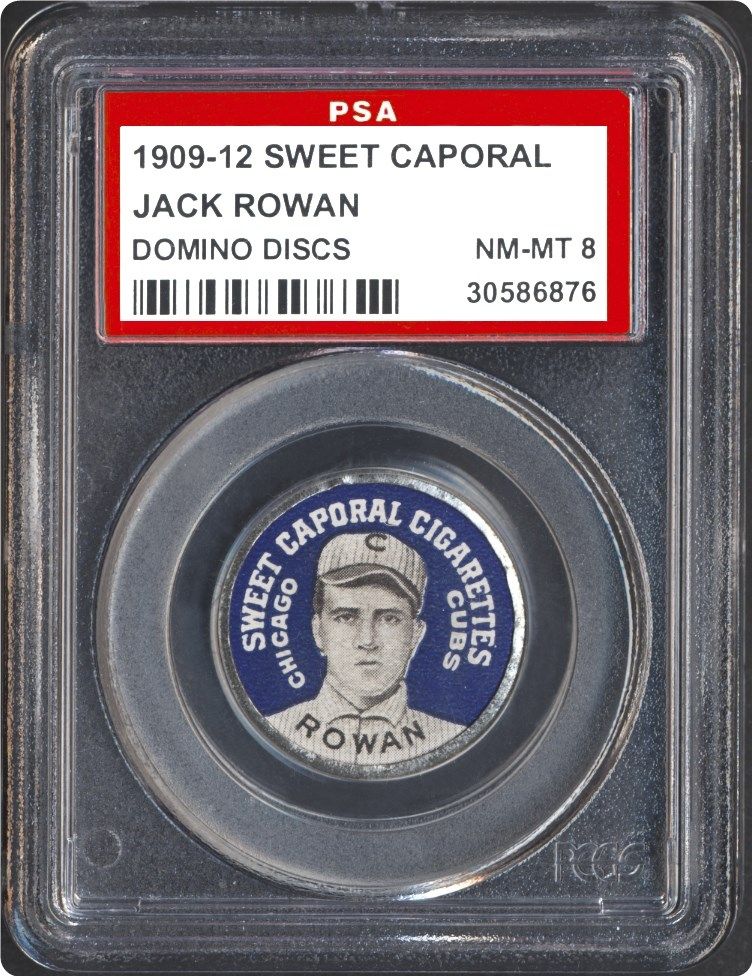 PSA
1909-12 SWEET CAPORAL
JACK ROWAN
DOMINO DISCS NM-MT 8
30586876
SWEET CAPORAL CIGARETTES
CHICAGO
CUBS
C
ROWAN
PCGS